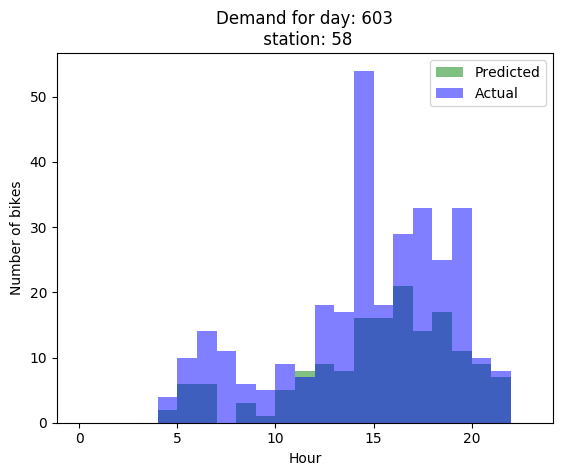 Demand for day: 603
station: 58
Predicted
Actual
Number of bikes
50
40
30
20
10
0
0 5 10 15 20
Hour